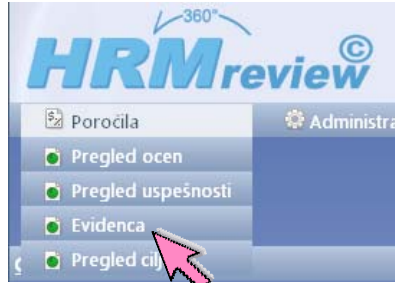 360°
HRMreview©
Poročila Administra
Pregled ocen
Pregled uspešnosti
Evidenca
Pregled cilj